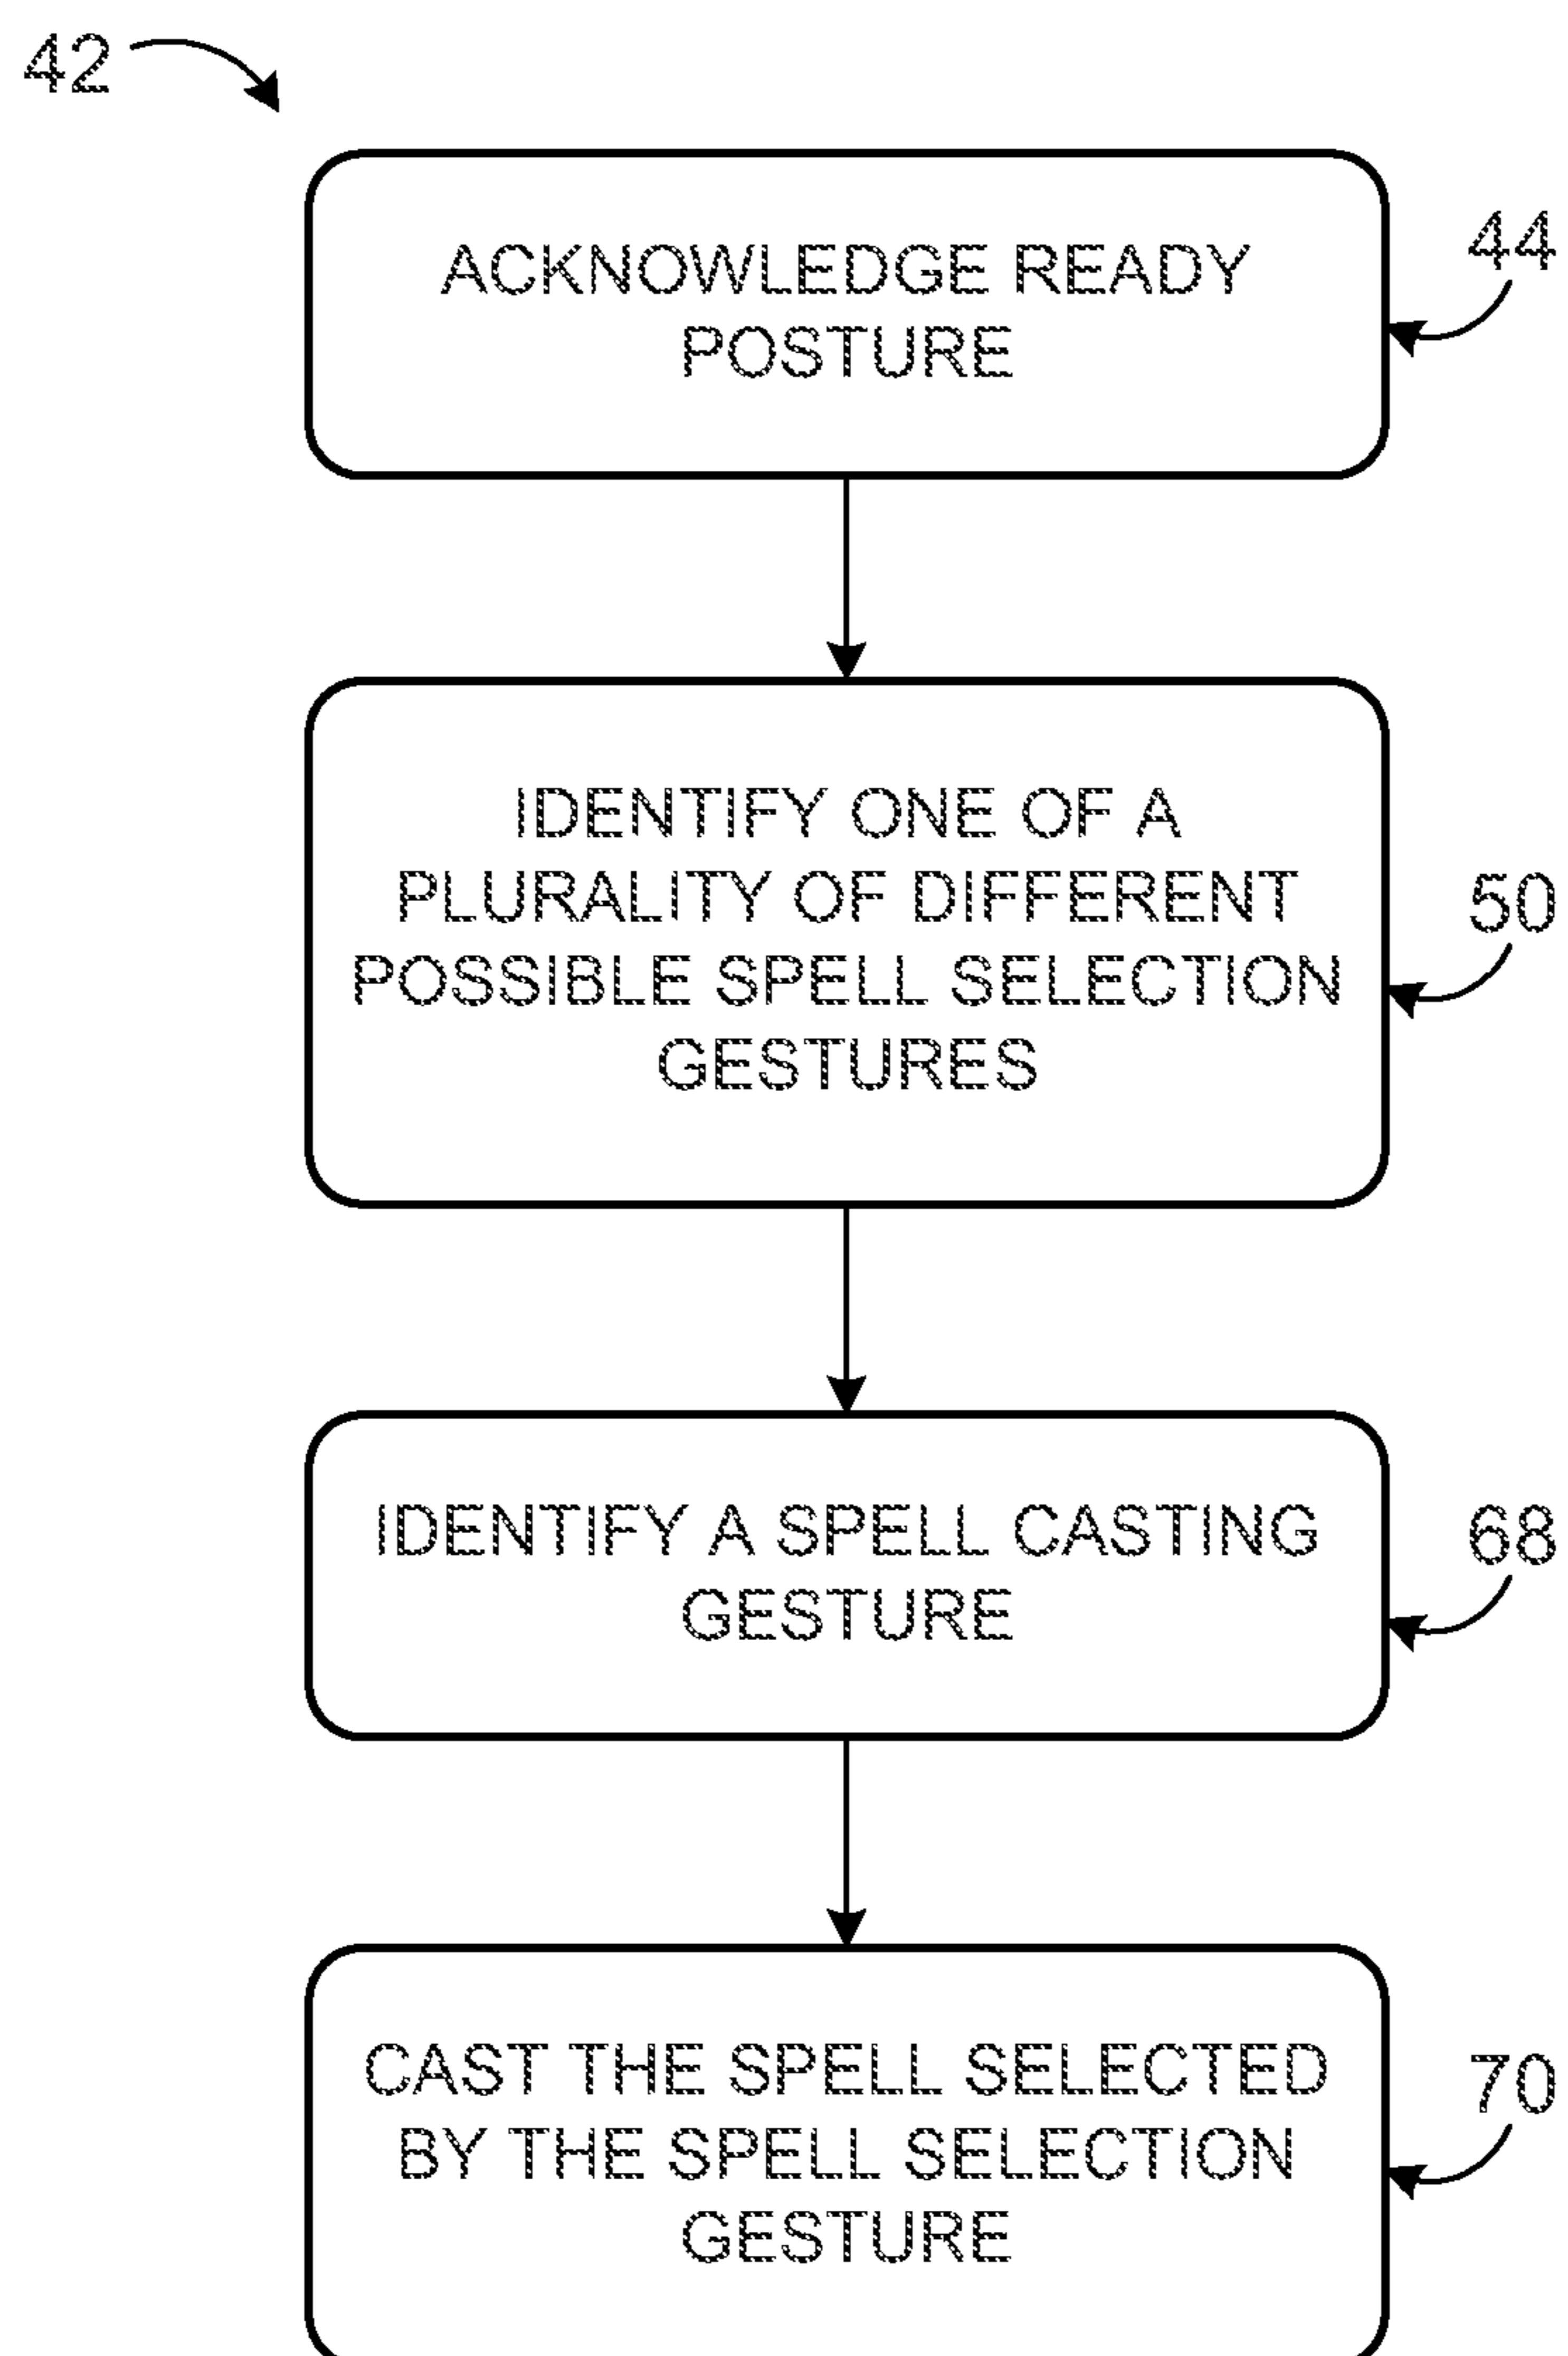 42
ACKNOWLEDGE READY
POSTURE
44
IDENTIFY ONE OF A
PLURALITY OF DIFFERENT
POSSIBLE SPELL SELECTION
GESTURES
50
IDENTIFY A SPELL CASTING
GESTURE
68
CAST THE SPELL SELECTED
BY THE SPELL SELECTION
GESTURE
70